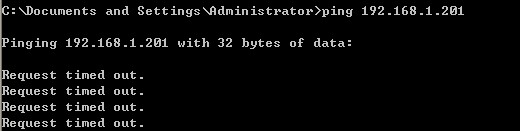 C:\Documents and Settings\Administrator>ping 192.168.1.201
Pinging 192.168.1.201 with 32 bytes of data:
Request timed out.
Request timed out.
Request timed out.
Request timed out.